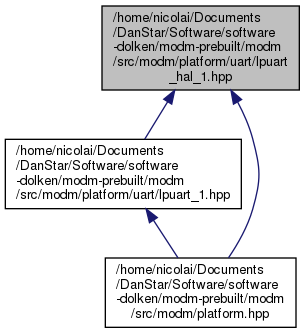 /home/nicolai/Documents
/DanStar/Software/software
-dolken/modm-prebuilt/modm
/src/modm/platform/uart/lpuart
_hal_1.hpp
/home/nicolai/Documents
/DanStar/Software/software
-dolken/modm-prebuilt/modm
/src/modm/platform/uart/lpuart_1.hpp
/home/nicolai/Documents
/DanStar/Software/software
-dolken/modm-prebuilt/modm
/src/modm/platform.hpp